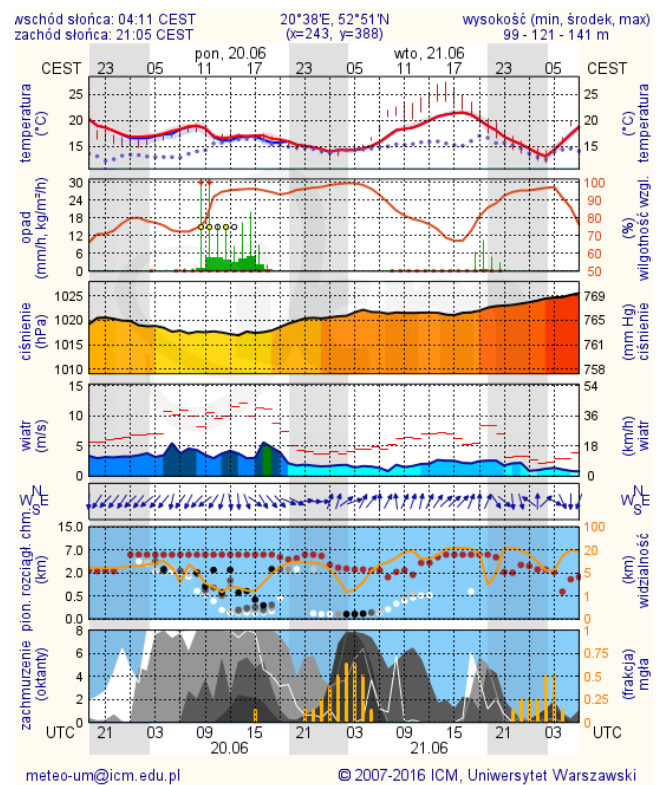 wschód słońca: 04:11 CEST 20°38'E, 52°51'N wysokość (min, środek, max)
zachód słońca: 21:05 CEST (x=243, y=388) 99 - 121 - 141 m
pon, 20.06 wto, 21.06
CEST 23 05 11 17 23 05 11 17 23 05 CEST
temperatura (°C) 25 20 15 25 20 15 temperatura (°C)
opad (mm/h, kg/m²/h) 30 24 18 12 6 0 100 90 80 70 60 50 (%) wilgotność wzgl.
ciśnienie (hPa) 1025 1020 1015 1010 769 765 761 758 (mm Hg) ciśnienie
wiatr (m/s) 15 10 5 0 54 36 18 0 (km/h) wiatr
N W E S N W E S
pion. rozciągł. chm. (km) 15.0 7.0 2.0 0.5 0.0 100 20 5 1 0 (km) widzialność
zachmurzenie (oktanty) 8 6 4 2 0 1 0.75 0.5 0.25 0 (frakcja) mgła
UTC 21 03 09 15 21 03 09 15 21 03 UTC
20.06 21.06
meteo-um@icm.edu.pl © 2007-2016 ICM, Uniwersytet Warszawski